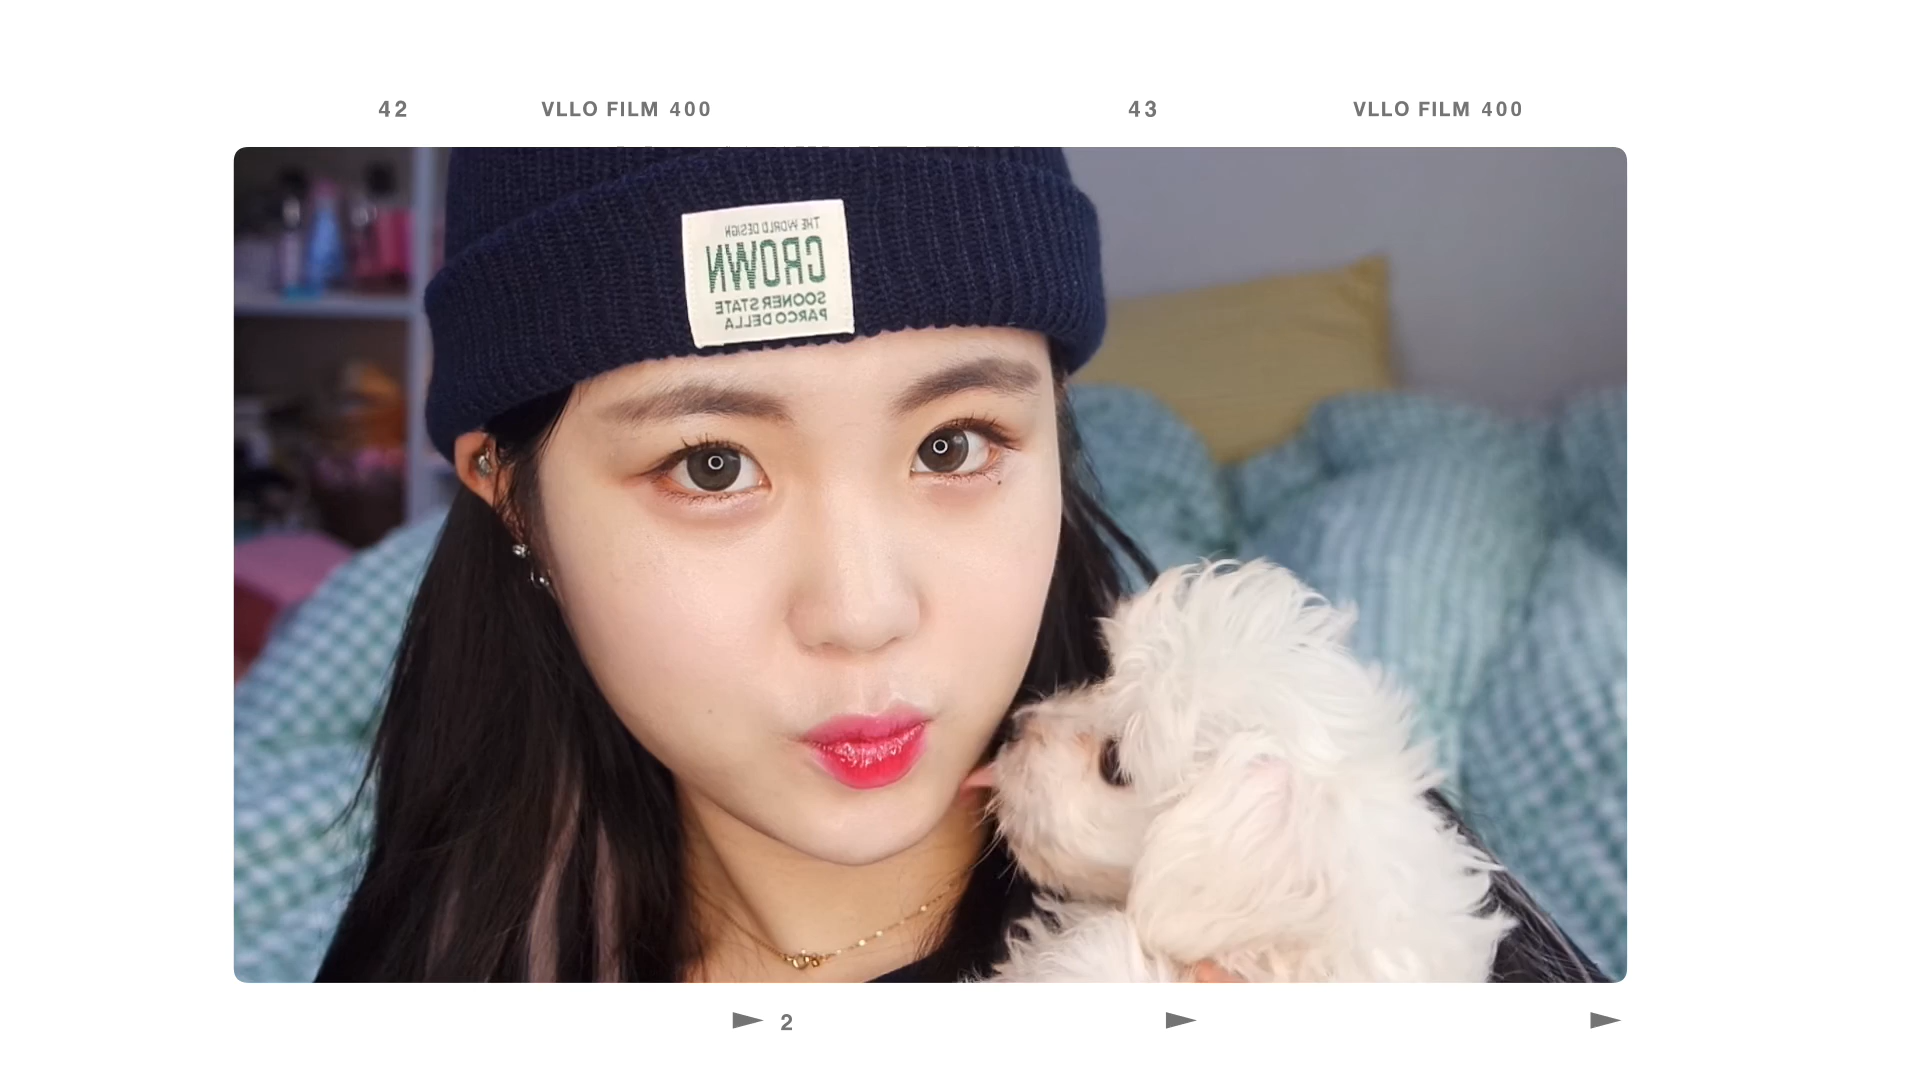 42 VLLO FILM 400 43 VLLO FILM 400
THE WORLD DESIGN
CROWN
SOONER STATE
PARCO DELLA
2